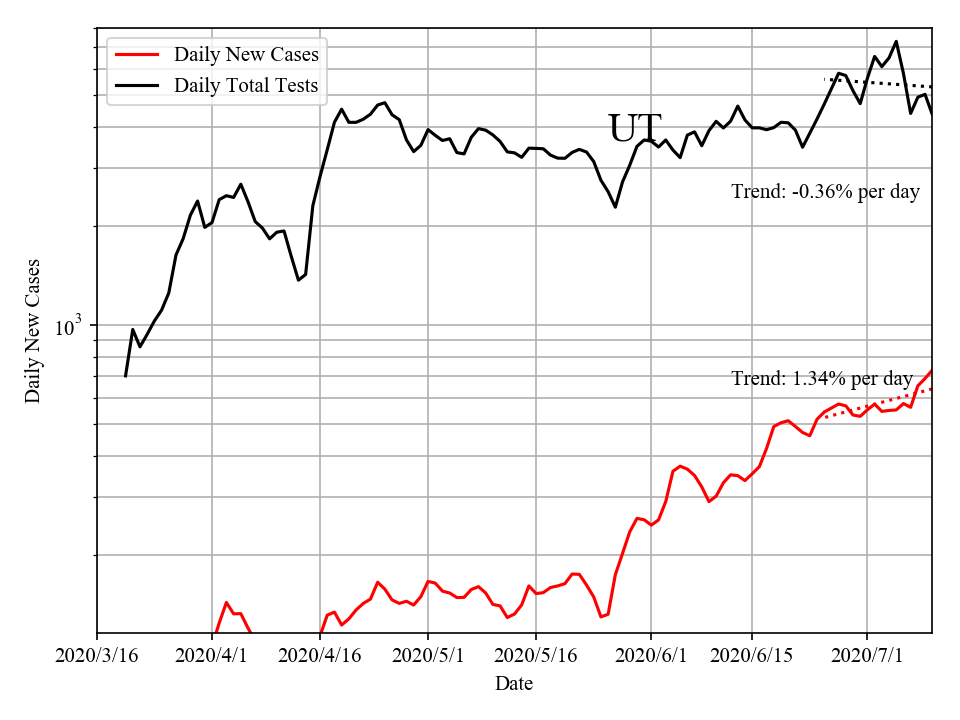 Daily New Cases
Daily Total Tests
UT
Trend: -0.36% per day
Trend: 1.34% per day
Daily New Cases
10^3
2020/3/16 2020/4/1 2020/4/16 2020/5/1 2020/5/16 2020/6/1 2020/6/15 2020/7/1
Date